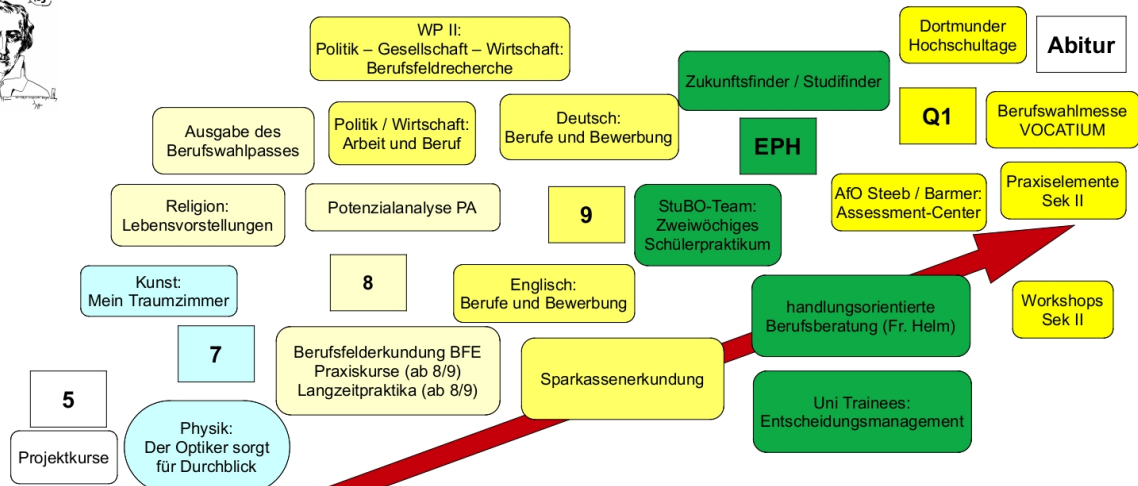 WP II:
Politik – Gesellschaft – Wirtschaft:
Berufsfeldrecherche
Dortmunder
Hochschultage
Abitur
Zukunftsfinder / Studifinder
Ausgabe des
Berufswahlpasses
Politik / Wirtschaft:
Arbeit und Beruf
Deutsch:
Berufe und Bewerbung
EPH
Q1
Berufswahlmesse
VOCATIUM
Religion:
Lebensvorstellungen
Potenzialanalyse PA
9
StuBO-Team:
Zweiwöchiges
Schülerpraktikum
AfO Steeb / Barmer:
Assessment-Center
Praxiselemente
Sek II
Kunst:
Mein Traumzimmer
8
Englisch:
Berufe und Bewerbung
handlungsorientierte
Berufsberatung (Fr. Helm)
Workshops
Sek II
7
Berufsfelderkundung BFE
Praxiskurse (ab 8/9)
Langzeitpraktika (ab 8/9)
Sparkassenerkundung
5
Projektkurse
Physik:
Der Optiker sorgt
für Durchblick
Uni Trainees:
Entscheidungsmanagement